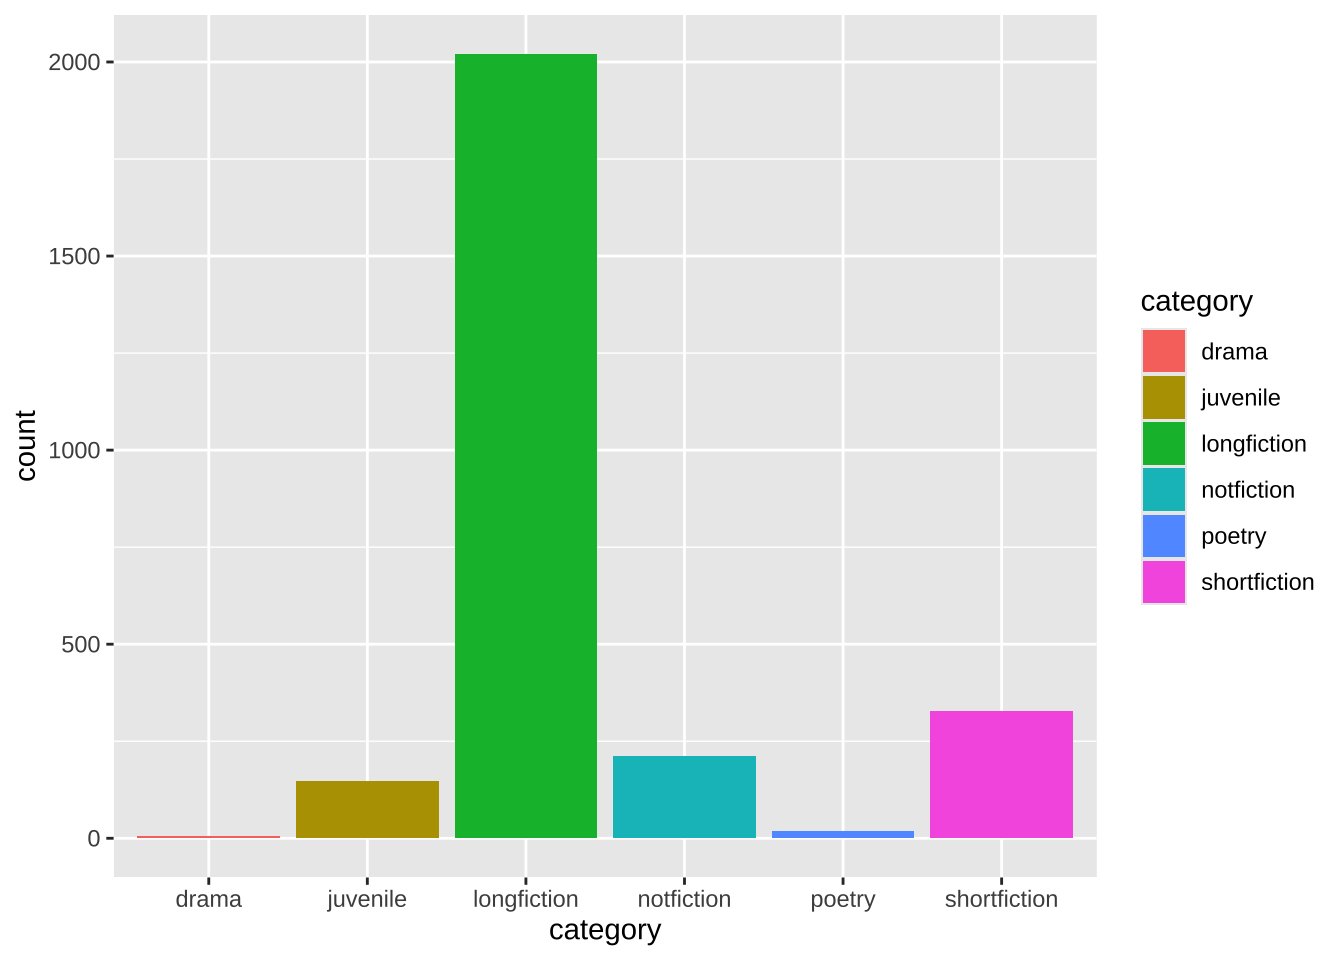 2000
1500
1000
500
0
count
drama juvenile longfiction notfiction poetry shortfiction
category
category
drama
juvenile
longfiction
notfiction
poetry
shortfiction